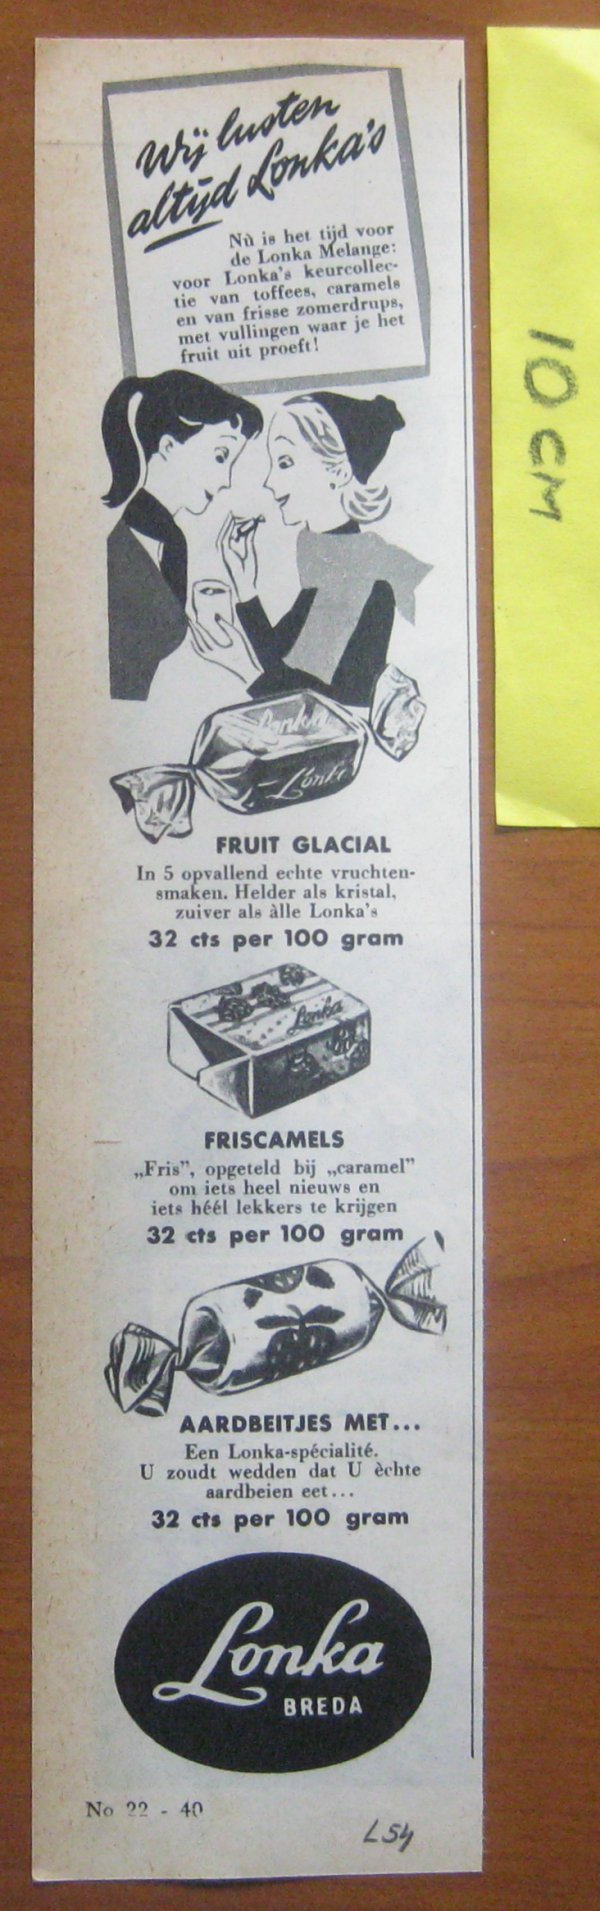 Wij lusten
altijd Lonka's
Nù is het tijd voor
de Lonka Melange:
voor Lonka's keurcollec-
tie van toffees, caramels
en van frisse zomerdrups,
met vullingen waar je het
fruit uit proeft!
10 CM
Lonka
Lonka
FRUIT GLACIAL
In 5 opvallend echte vruchten-
smaken. Helder als kristal,
zuiver als àlle Lonka's
32 cts per 100 gram
Lonka
FRISCAMELS
„Fris”, opgeteld bij „caramel”
om iets heel nieuws en
iets héél lekkers te krijgen
32 cts per 100 gram
AARDBEITJES MET...
Een Lonka-spécialité.
U zoudt wedden dat U èchte
aardbeien eet...
32 cts per 100 gram
Lonka
BREDA
No 22 - 40
L54